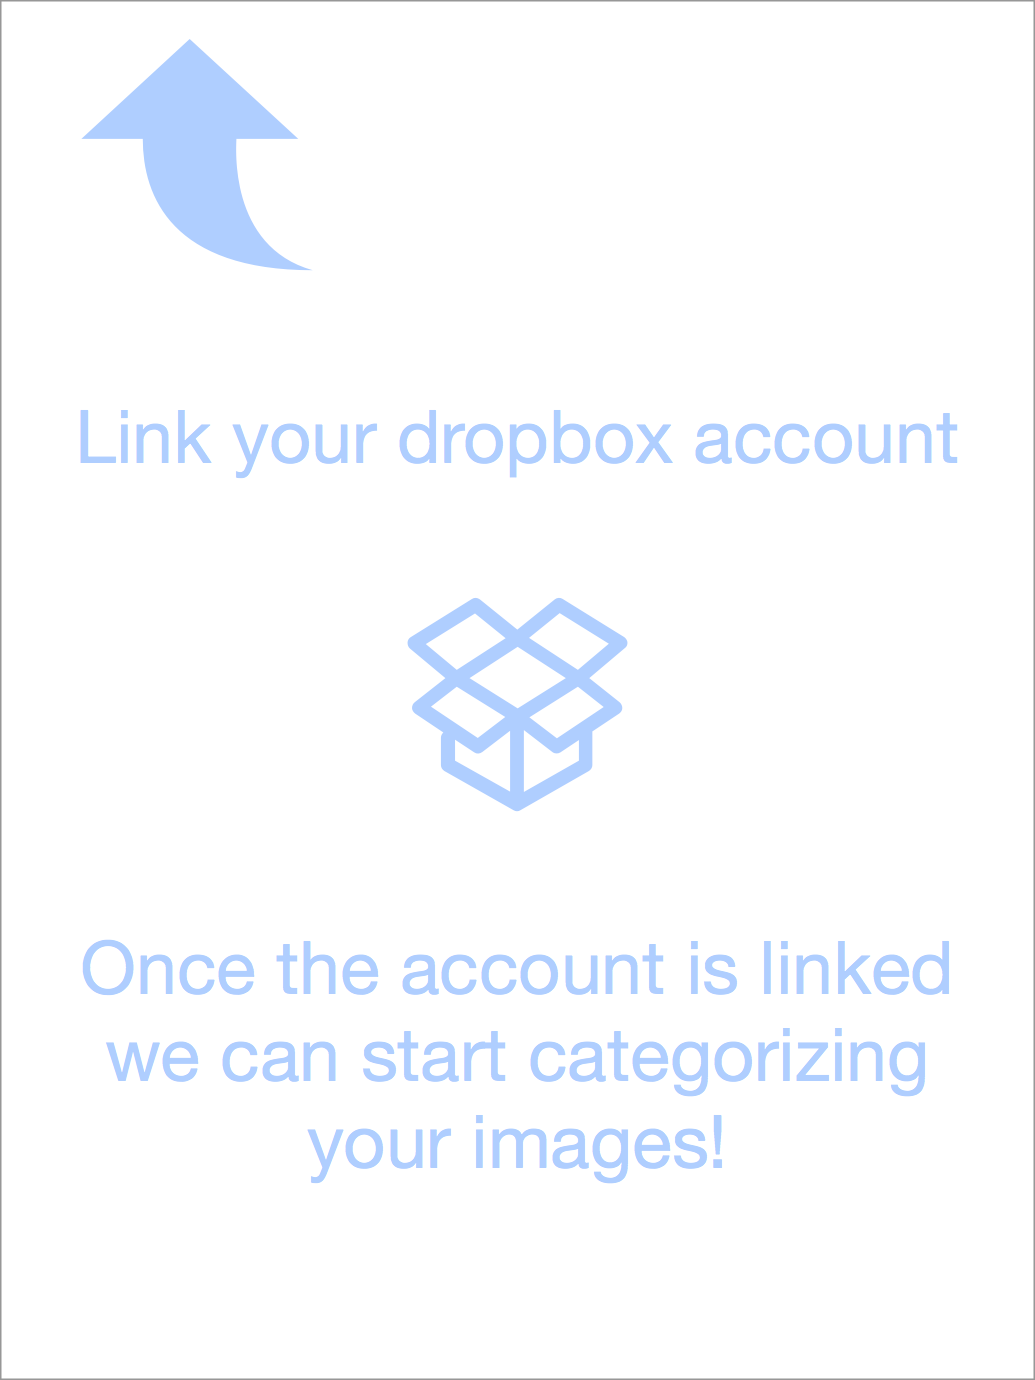 Link your dropbox account
Once the account is linked
we can start categorizing
your images!